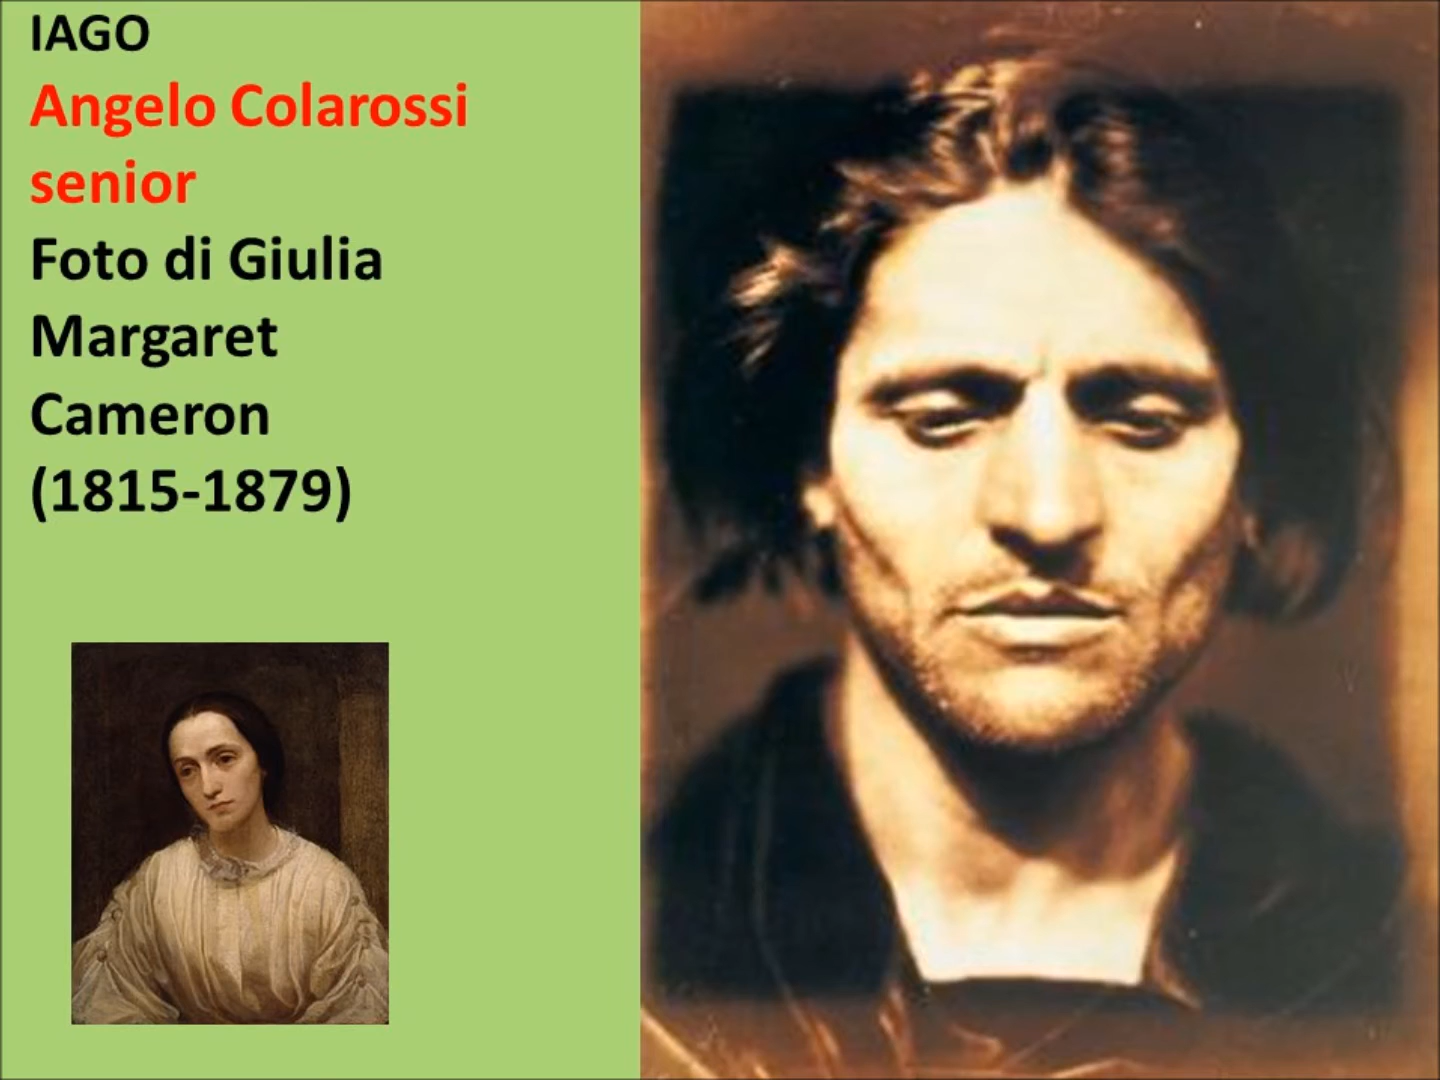 IAGO
Angelo Colarossi
senior
Foto di Giulia
Margaret
Cameron
(1815-1879)